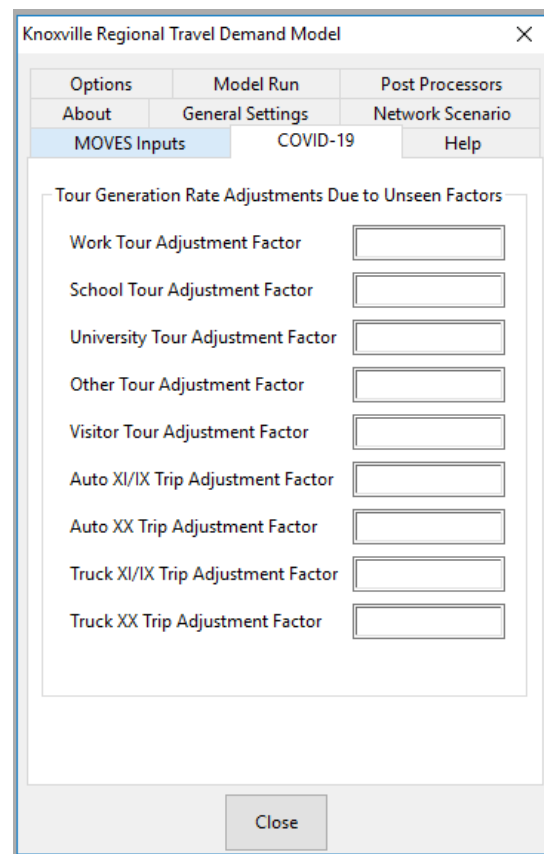 Knoxville Regional Travel Demand Model
Options Model Run Post Processors
About General Settings Network Scenario
MOVES Inputs COVID-19 Help
Tour Generation Rate Adjustments Due to Unseen Factors
Work Tour Adjustment Factor
School Tour Adjustment Factor
University Tour Adjustment Factor
Other Tour Adjustment Factor
Visitor Tour Adjustment Factor
Auto XI/IX Trip Adjustment Factor
Auto XX Trip Adjustment Factor
Truck XI/IX Trip Adjustment Factor
Truck XX Trip Adjustment Factor
Close